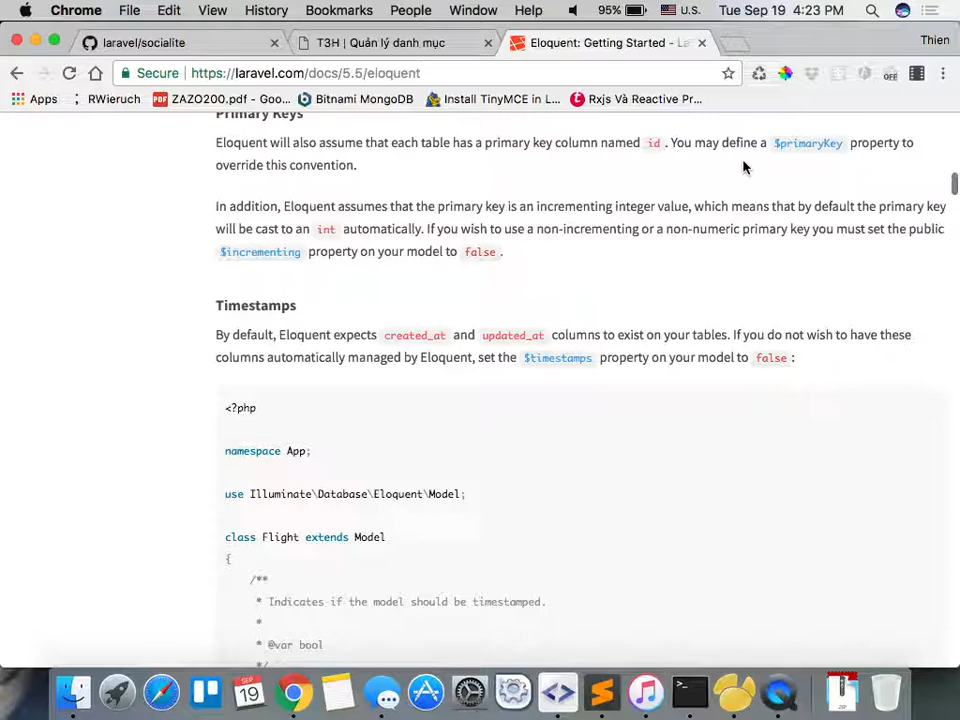 Chrome File Edit View History Bookmarks People Window Help 95% U.S. Tue Sep 19 4:23 PM
laravel/socialite
T3H | Quản lý danh mục
Eloquent: Getting Started - La
Thien
Secure | https://laravel.com/docs/5.5/eloquent
OFF
Apps
RWieruch
PDF ZAZO200.pdf - Goo...
Bitnami MongoDB
Install TinyMCE in L...
Rxjs Và Reactive Pr...
Primary Keys
Eloquent will also assume that each table has a primary key column named id . You may define a $primaryKey property to
override this convention.
In addition, Eloquent assumes that the primary key is an incrementing integer value, which means that by default the primary key
will be cast to an int automatically. If you wish to use a non-incrementing or a non-numeric primary key you must set the public
$incrementing property on your model to false .
Timestamps
By default, Eloquent expects created_at and updated_at columns to exist on your tables. If you do not wish to have these
columns automatically managed by Eloquent, set the $timestamps property on your model to false :
<?php
namespace App;
use Illuminate\Database\Eloquent\Model;
class Flight extends Model
{
/**
* Indicates if the model should be timestamped.
*
* @var bool
*/
SEP
19
ZIP